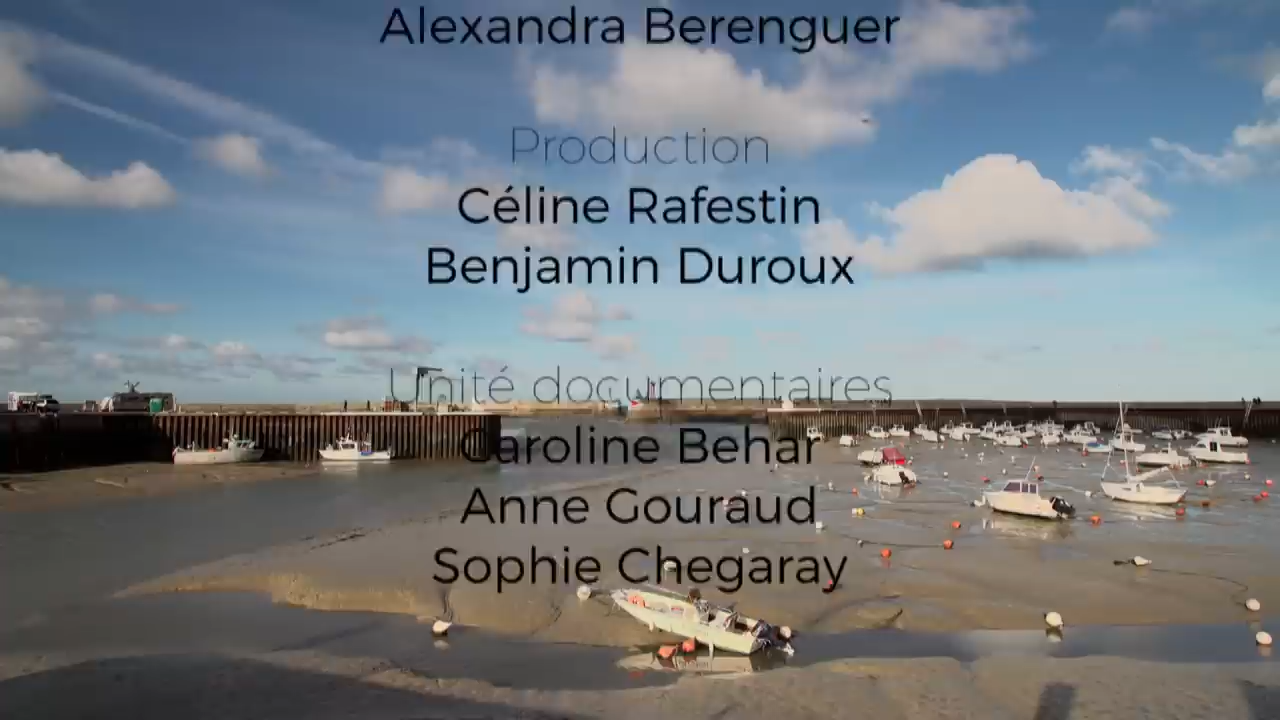 Alexandra Berenguer
Production
Céline Rafestin
Benjamin Duroux
Unité documentaires
Caroline Behar
Anne Gouraud
Sophie Chegaray